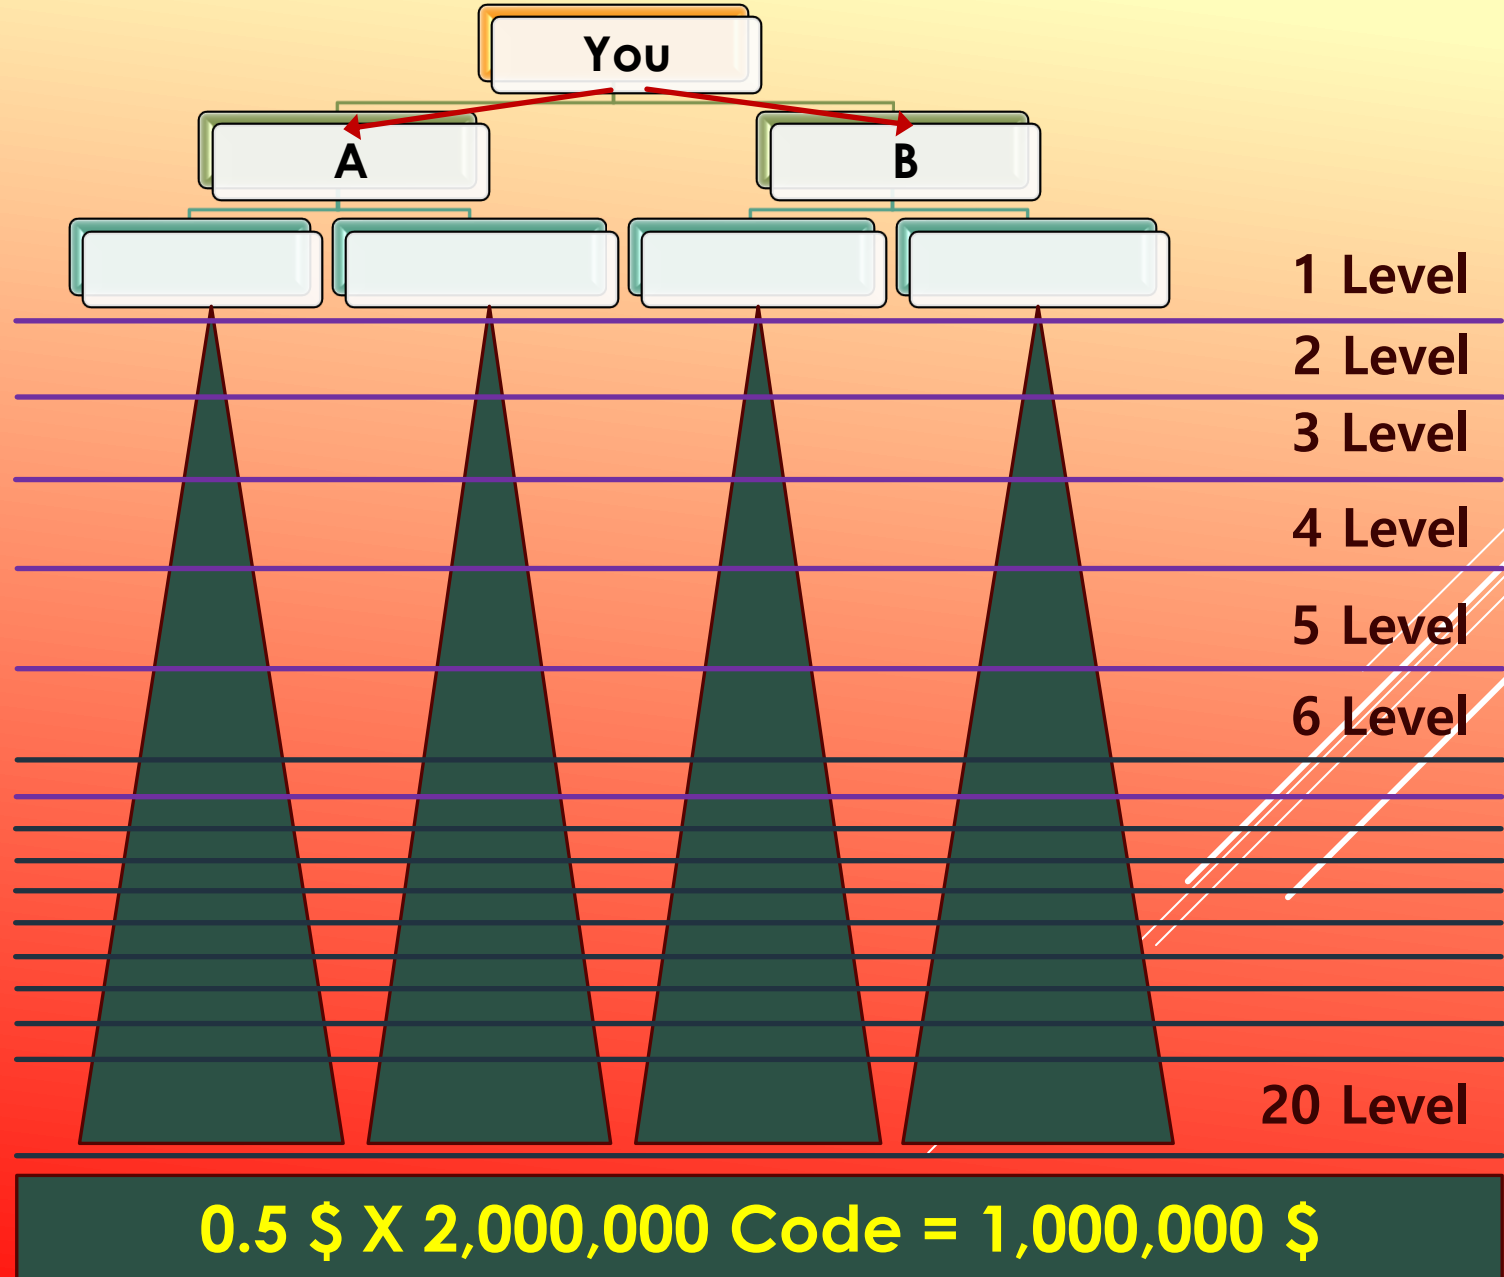 You
A
B
1 Level
2 Level
3 Level
4 Level
5 Level
6 Level
20 Level
0.5 $ X 2,000,000 Code = 1,000,000 $